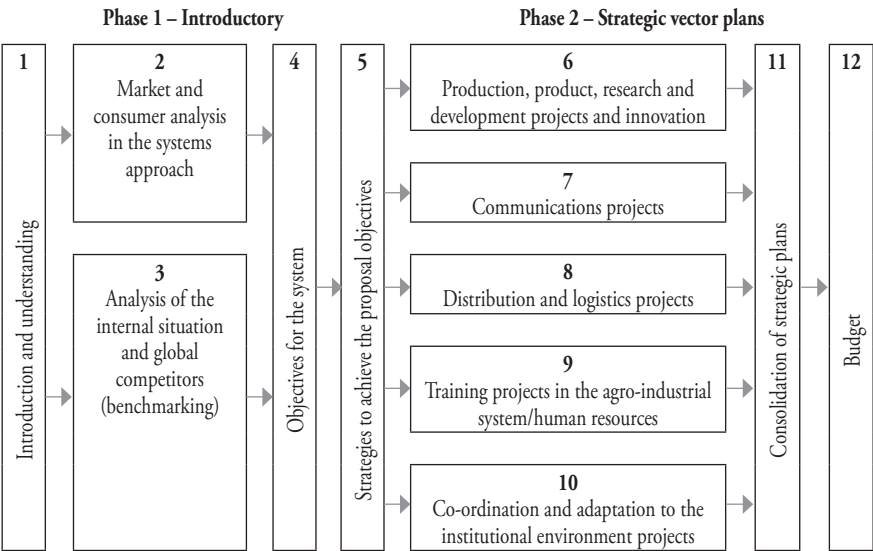 Phase 1 – Introductory
Phase 2 – Strategic vector plans
1
Introduction and understanding
2
Market and
consumer analysis
in the systems
approach
3
Analysis of the
internal situation
and global
competitors
(benchmarking)
4
Objectives for the system
5
Strategies to achieve the proposal objectives
6
Production, product, research and
development projects and innovation
7
Communications projects
8
Distribution and logistics projects
9
Training projects in the agro-industrial
system/human resources
10
Co-ordination and adaptation to the
institutional environment projects
11
Consolidation of strategic plans
12
Budget